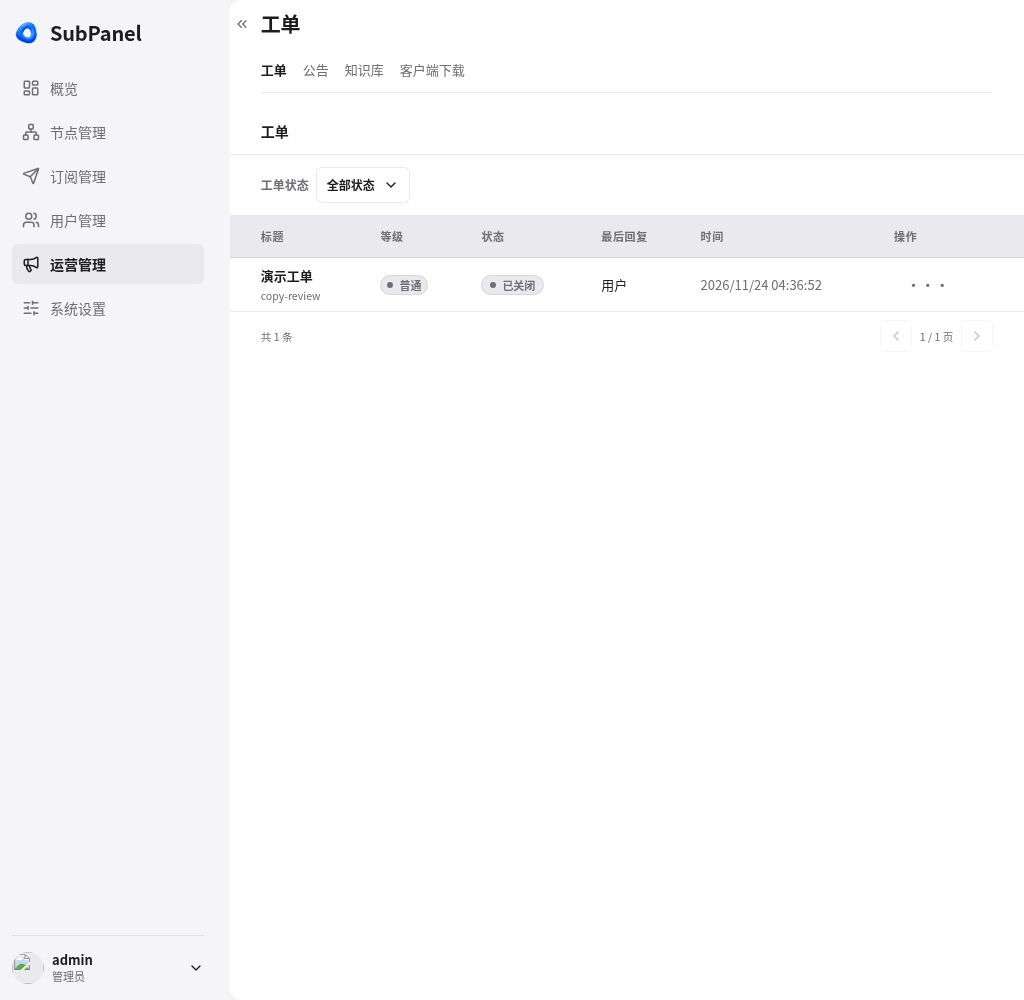 SubPanel
概览
节点管理
订阅管理
用户管理
运营管理
系统设置
admin
管理员
工单
工单 公告 知识库 客户端下载
工单
工单状态 全部状态
标题 等级 状态 最后回复 时间 操作
演示工单 普通 已关闭 用户 2026/11/24 04:36:52
copy-review
共 1 条 1 / 1 页